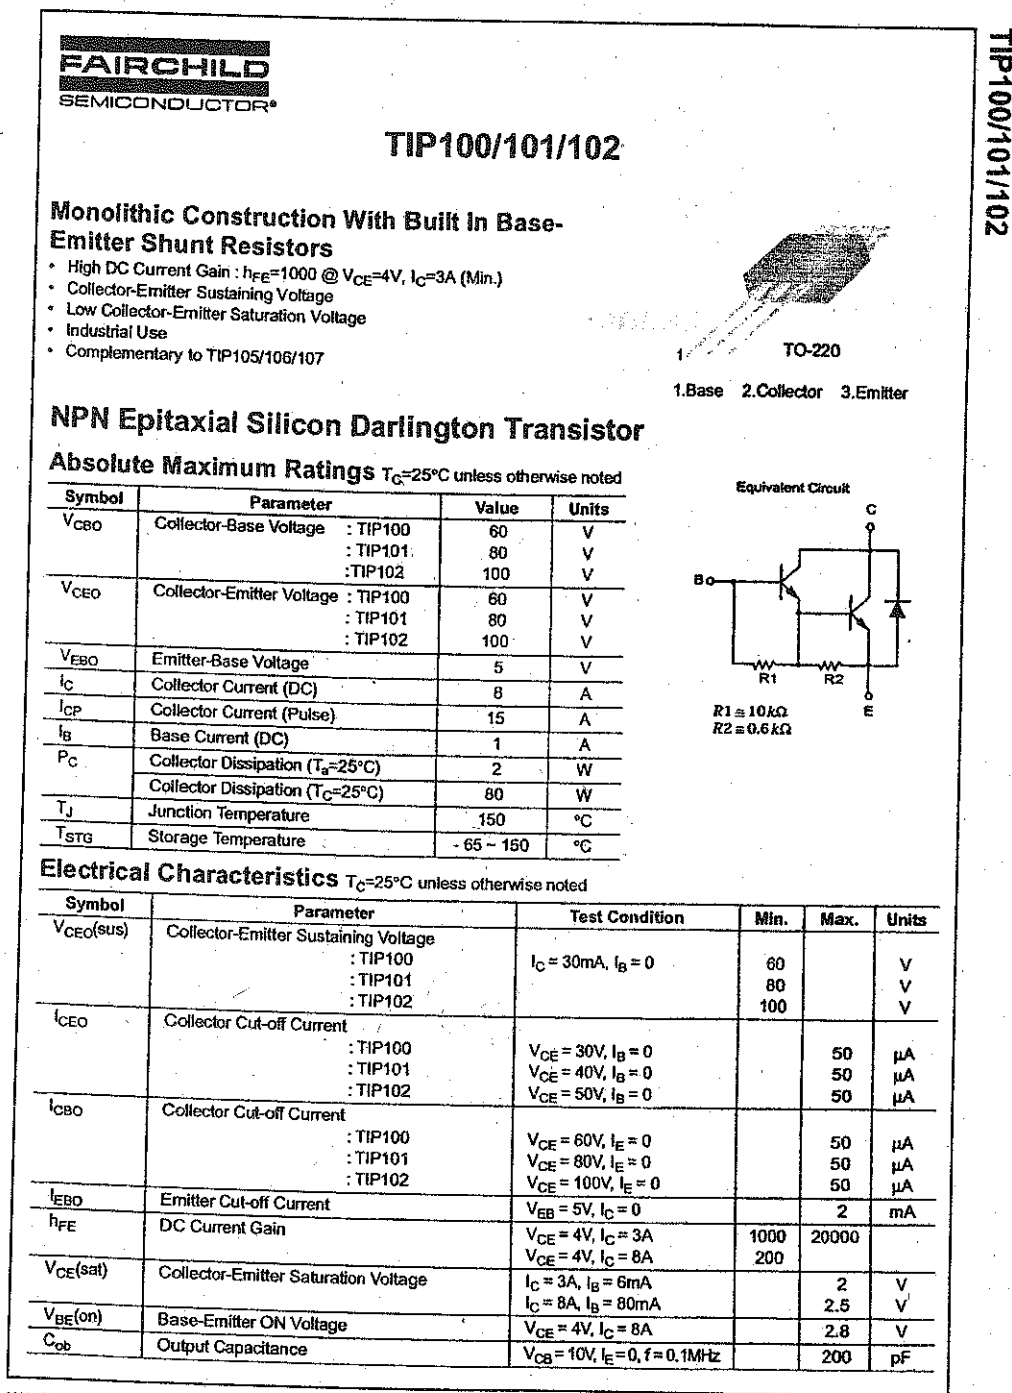 FAIRCHILD
SEMICONDUCTOR®
TIP100/101/102
TIP100/101/102
Monolithic Construction With Built In Base-
Emitter Shunt Resistors
• High DC Current Gain : hFE=1000 @ VCE=4V, IC=3A (Min.)
• Collector-Emitter Sustaining Voltage
• Low Collector-Emitter Saturation Voltage
• Industrial Use
• Complementary to TIP105/106/107
1
TO-220
1.Base 2.Collector 3.Emitter
NPN Epitaxial Silicon Darlington Transistor
Absolute Maximum Ratings TC=25°C unless otherwise noted
Symbol Parameter Value Units
VCBO Collector-Base Voltage : TIP100 60 V
: TIP101 80 V
:TIP102 100 V
VCEO Collector-Emitter Voltage : TIP100 60 V
: TIP101 80 V
: TIP102 100 V
VEBO Emitter-Base Voltage 5 V
IC Collector Current (DC) 8 A
ICP Collector Current (Pulse) 15 A
IB Base Current (DC) 1 A
PC Collector Dissipation (Ta=25°C) 2 W
Collector Dissipation (TC=25°C) 80 W
TJ Junction Temperature 150 °C
TSTG Storage Temperature - 65 ~ 150 °C
Equivalent Circuit
C
B
R1 R2
E
R1 ≅ 10kΩ
R2 ≅ 0.6kΩ
Electrical Characteristics TC=25°C unless otherwise noted
Symbol Parameter Test Condition Min. Max. Units
VCEO(sus) Collector-Emitter Sustaining Voltage
: TIP100 IC = 30mA, IB = 0 60 V
: TIP101 80 V
: TIP102 100 V
ICEO Collector Cut-off Current
: TIP100 VCE = 30V, IB = 0 50 µA
: TIP101 VCE = 40V, IB = 0 50 µA
: TIP102 VCE = 50V, IB = 0 50 µA
ICBO Collector Cut-off Current
: TIP100 VCE = 60V, IE = 0 50 µA
: TIP101 VCE = 80V, IE = 0 50 µA
: TIP102 VCE = 100V, IE = 0 50 µA
IEBO Emitter Cut-off Current VEB = 5V, IC = 0 2 mA
hFE DC Current Gain VCE = 4V, IC = 3A 1000 20000
VCE = 4V, IC = 8A 200
VCE(sat) Collector-Emitter Saturation Voltage IC = 3A, IB = 6mA 2 V
IC = 8A, IB = 80mA 2.5 V
VBE(on) Base-Emitter ON Voltage VCE = 4V, IC = 8A 2.8 V
Cob Output Capacitance VCB = 10V, IE = 0, f = 0.1MHz 200 pF